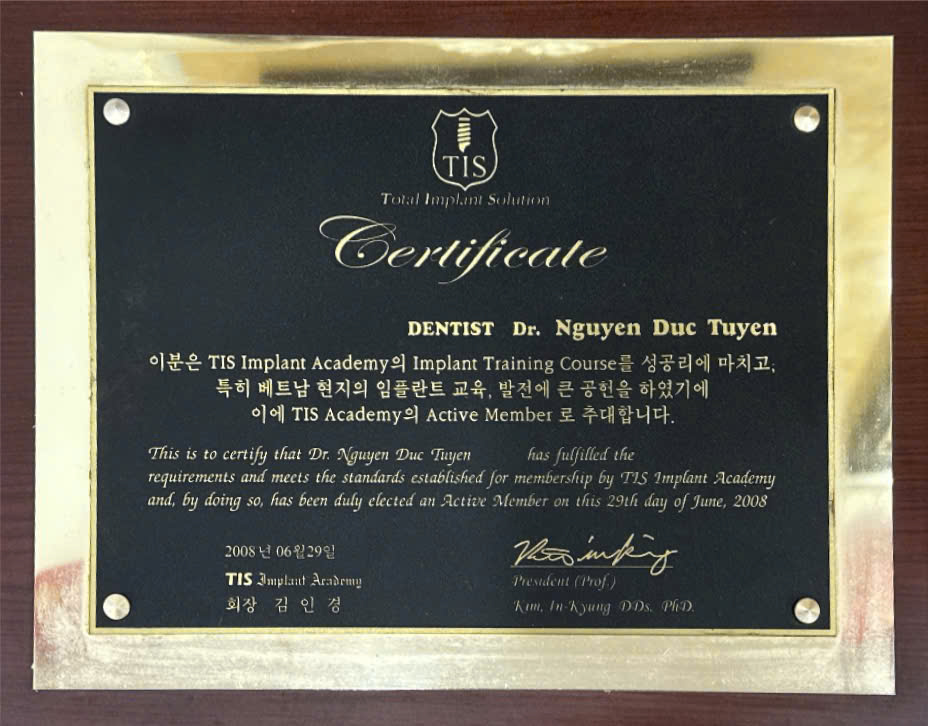 TIS
Total Implant Solution
Certificate
DENTIST Dr. Nguyen Duc Tuyen
이분은 TIS Implant Academy의 Implant Training Course를 성공리에 마치고,
특히 베트남 현지의 임플란트 교육, 발전에 큰 공헌을 하였기에
이에 TIS Academy의 Active Member 로 추대합니다.
This is to certify that Dr. Nguyen Duc Tuyen has fulfilled the
requirements and meets the standards established for membership by TIS Implant Academy
and, by doing so, has been duly elected an Active Member on this 29th day of June, 2008
2008년 06월29일
TIS Implant Academy
회장 김 인 경
President (Prof.)
Kim, In-Kyung DDs. PhD.